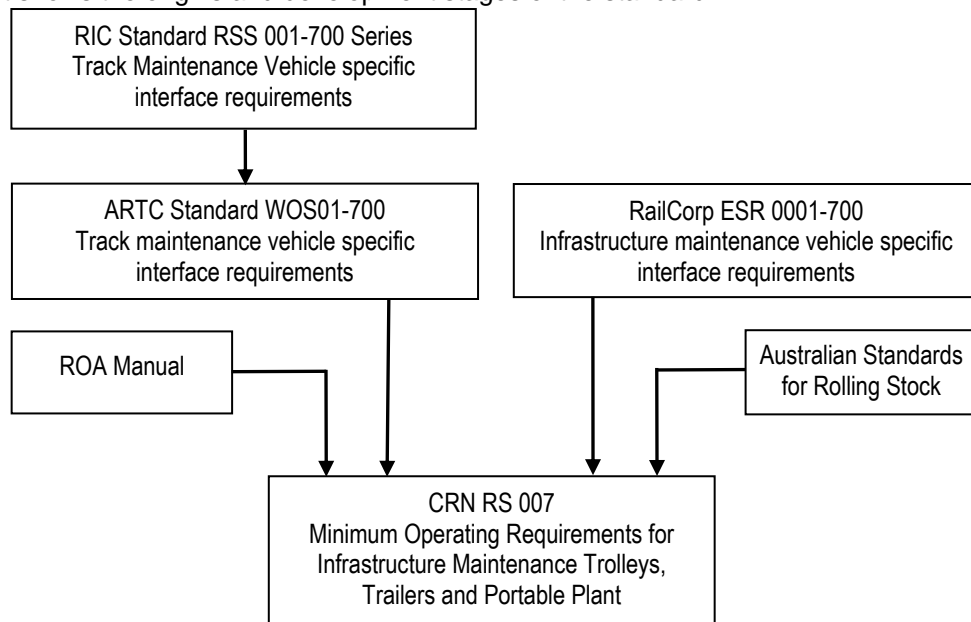 RIC Standard RSS 001-700 Series
Track Maintenance Vehicle specific
interface requirements
ARTC Standard WOS01-700
Track maintenance vehicle specific
interface requirements
RailCorp ESR 0001-700
Infrastructure maintenance vehicle specific
interface requirements
ROA Manual
Australian Standards
for Rolling Stock
CRN RS 007
Minimum Operating Requirements for
Infrastructure Maintenance Trolleys,
Trailers and Portable Plant